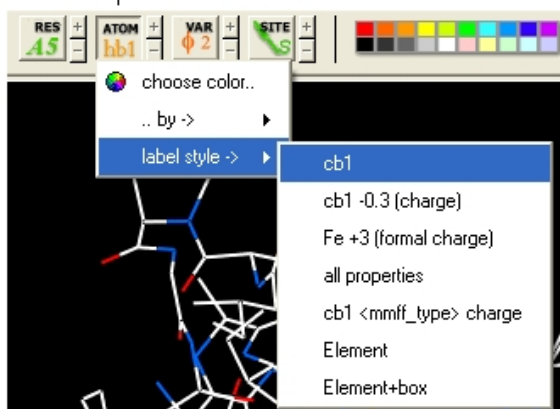 RES + ATOM + VAR + SITE +
A5 - hb1 - φ 2 - S -
choose color..
.. by ->
label style ->
cb1
cb1 -0.3 (charge)
Fe +3 (formal charge)
all properties
cb1 <mmff_type> charge
Element
Element+box